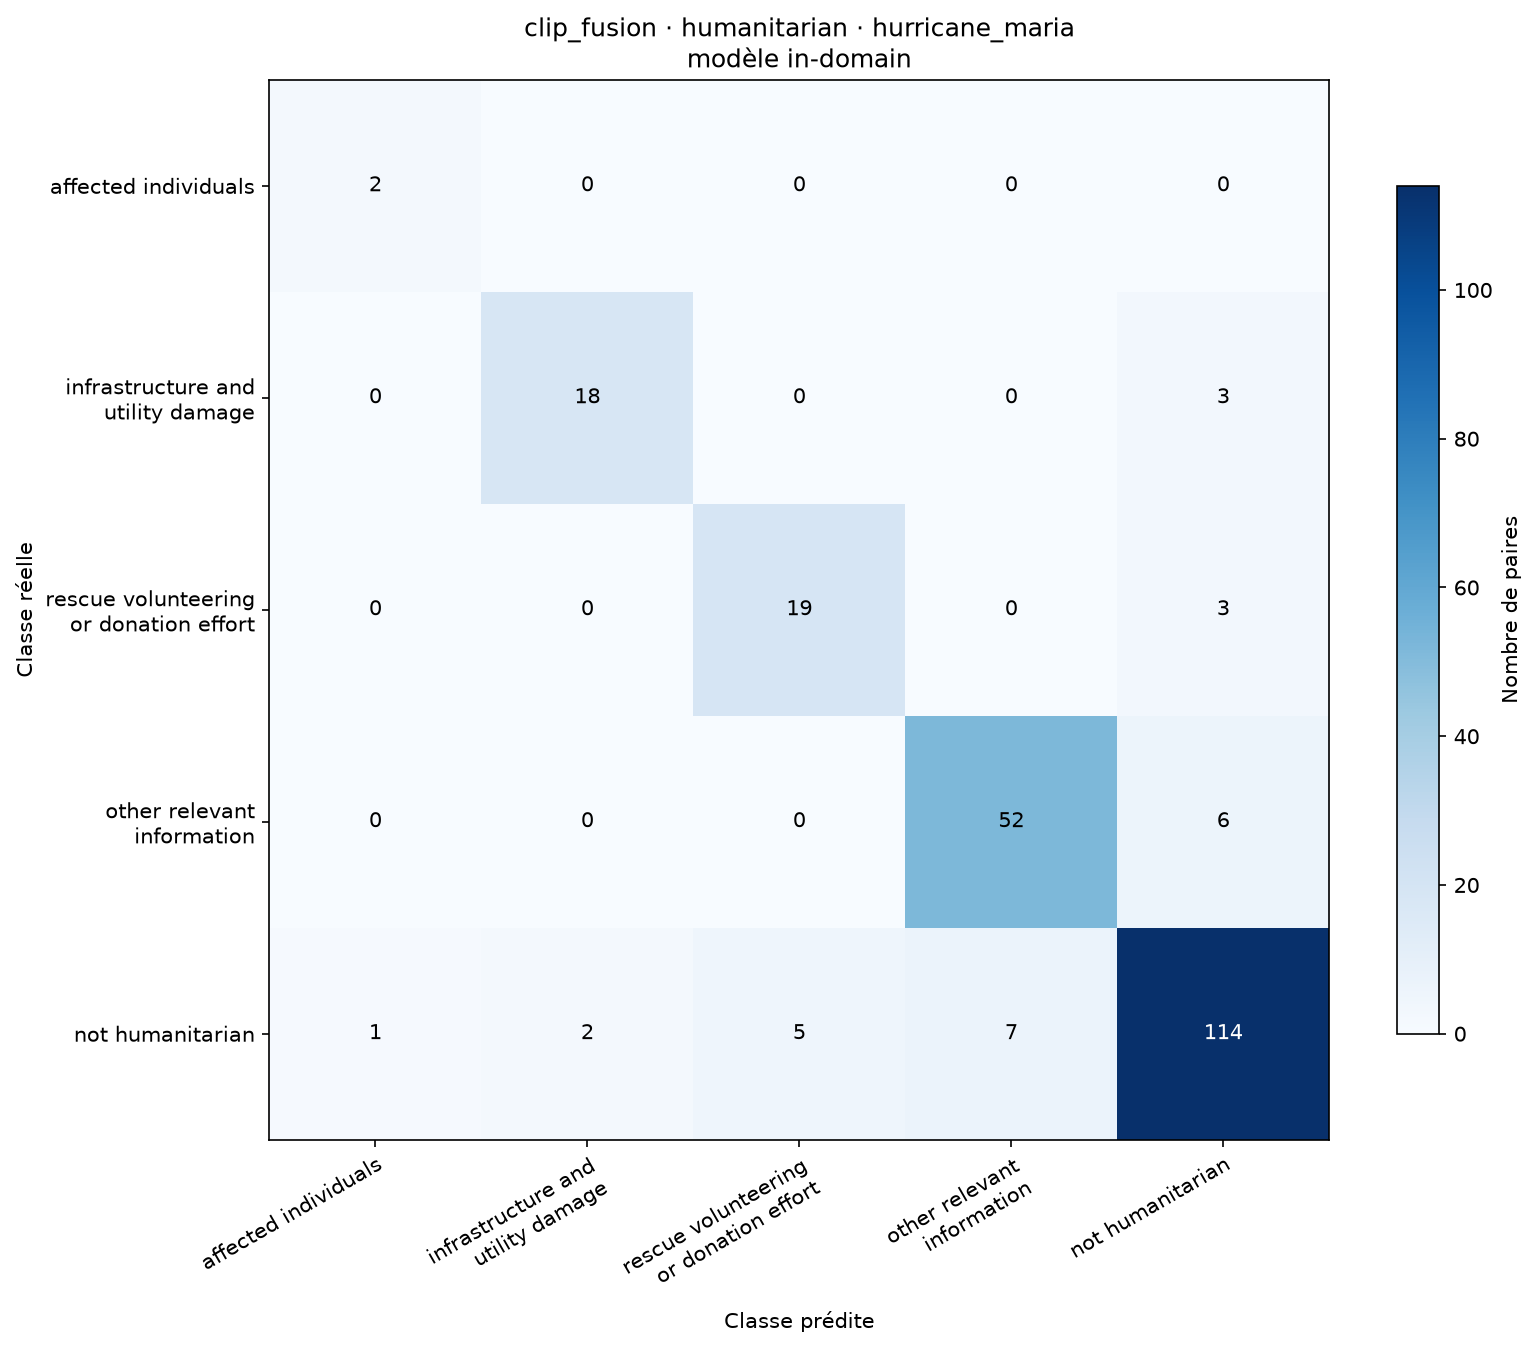 clip_fusion · humanitarian · hurricane_maria
modèle in-domain
Classe réelle
affected individuals
2 0 0 0 0
infrastructure and
utility damage
0 18 0 0 3
rescue volunteering
or donation effort
0 0 19 0 3
other relevant
information
0 0 0 52 6
not humanitarian
1 2 5 7 114
affected individuals
infrastructure and
utility damage
rescue volunteering
or donation effort
other relevant
information
not humanitarian
Classe prédite
100
80
60
40
20
0
Nombre de paires